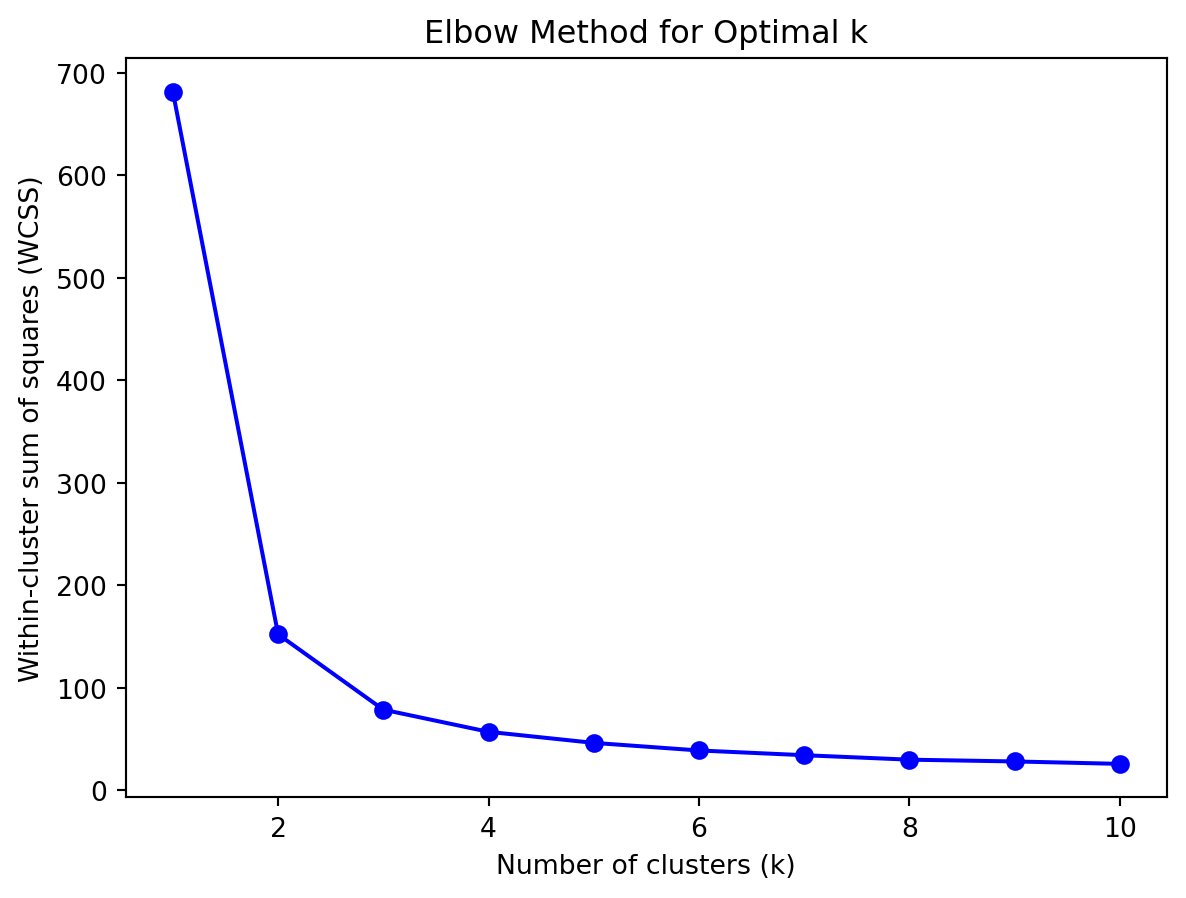 Elbow Method for Optimal k
700
600
500
400
300
200
100
0
Within-cluster sum of squares (WCSS)
2 4 6 8 10
Number of clusters (k)